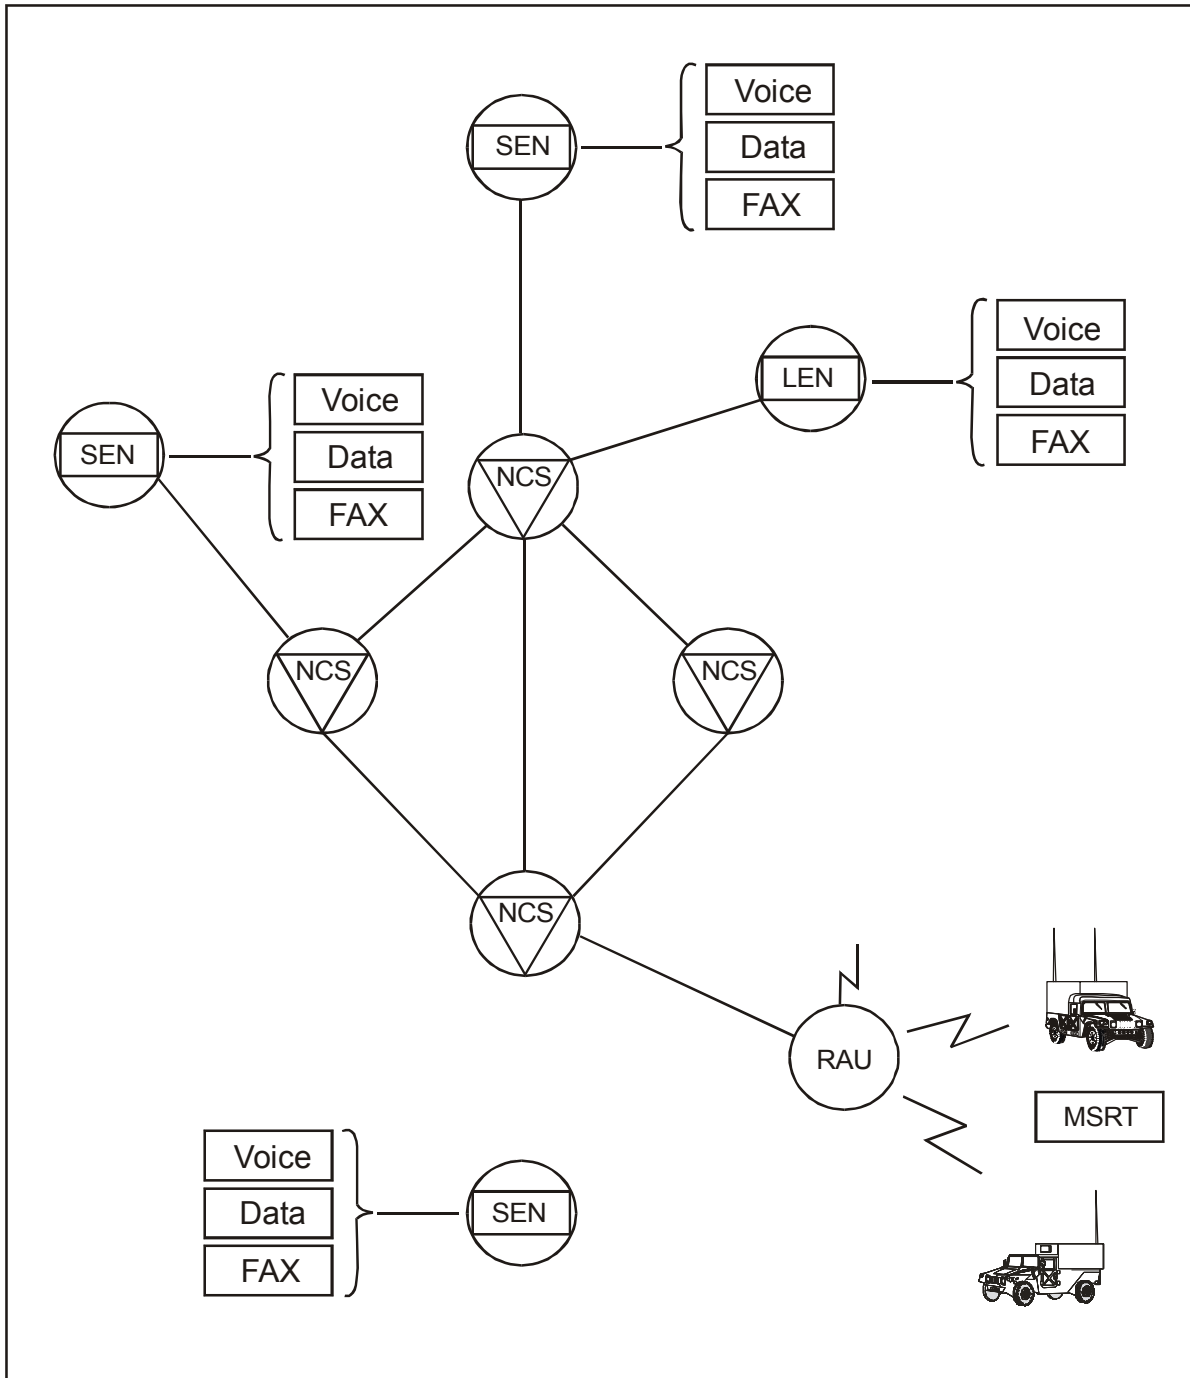 Voice
SEN
Data
FAX
Voice
LEN
Data
FAX
Voice
SEN
Data
FAX
NCS
NCS
NCS
NCS
RAU
MSRT
Voice
Data
SEN
FAX